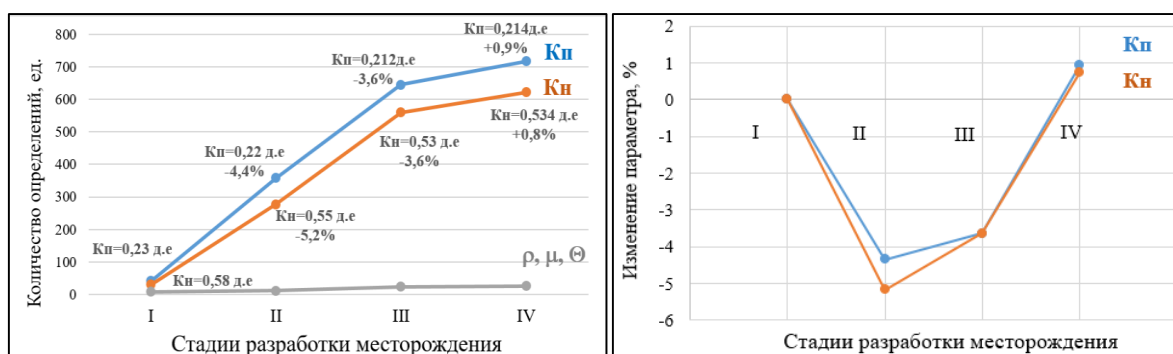 Количество определений, ед.
800
700
600
500
400
300
200
100
0
Кп=0,23 д.е
Кн=0,58 д.е
Кп=0,22 д.е
-4,4%
Кн=0,55 д.е
-5,2%
Кп=0,212д.е
-3,6%
Кн=0,53 д.е
-3,6%
Кп=0,214д.е
+0,9%
Кп
Кн
Кн=0,534 д.е
+0,8%
ρ, μ, Θ
I II III IV
Стадии разработки месторождения
Изменение параметра, %
2
1
0
-1
-2
-3
-4
-5
-6
Кп
Кн
I II III IV
Стадии разработки месторождения